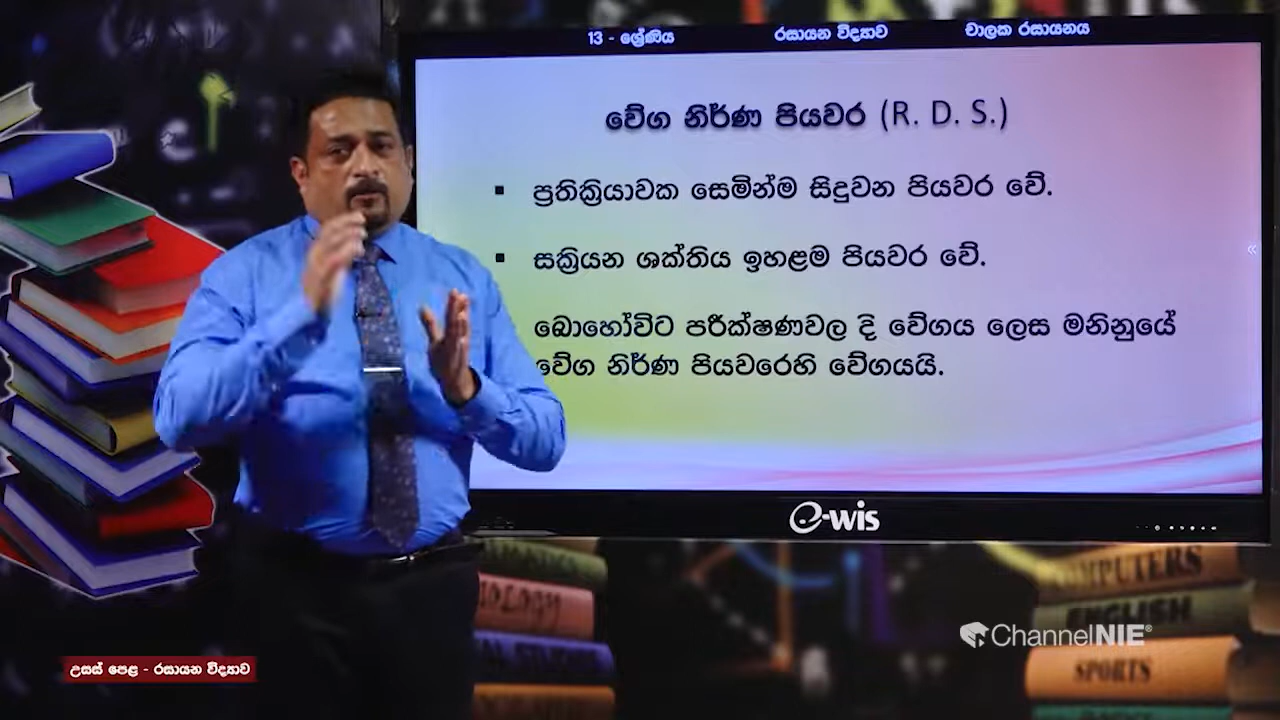 13 - ශ්‍රේණිය රසායන විද්‍යාව චාලක රසායනය
වේග නිර්ණ පියවර (R. D. S.)
▪ ප්‍රතික්‍රියාවක සෙමින්ම සිදුවන පියවර වේ.
▪ සක්‍රියන ශක්තිය ඉහළම පියවර වේ.
බොහෝවිට පරීක්ෂණවල දි වේගය ලෙස මනිනුයේ
වේග නිර්ණ පියවරෙහි වේගයයි.
e-wis
COMPUTERS
ENGLISH
SPORTS
ChannelNIE®
උසස් පෙළ - රසායන විද්‍යාව